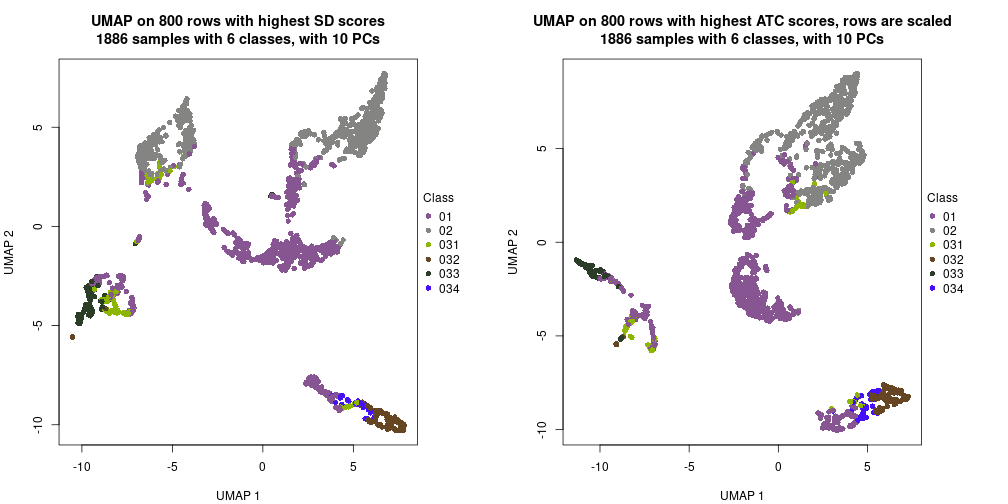 UMAP on 800 rows with highest SD scores
1886 samples with 6 classes, with 10 PCs
UMAP 2
5
0
-5
-10
-10
-5
0
5
UMAP 1
Class
01
02
031
032
033
034
UMAP on 800 rows with highest ATC scores, rows are scaled
1886 samples with 6 classes, with 10 PCs
UMAP 2
5
0
-5
-10
-10
-5
0
5
UMAP 1
Class
01
02
031
032
033
034